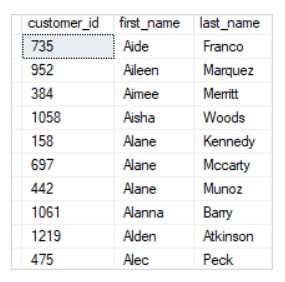 customer_id first_name last_name
735 Aide Franco
952 Aileen Marquez
384 Aimee Merritt
1058 Aisha Woods
158 Alane Kennedy
697 Alane Mccarty
442 Alane Munoz
1061 Alanna Barry
1219 Alden Atkinson
475 Alec Peck